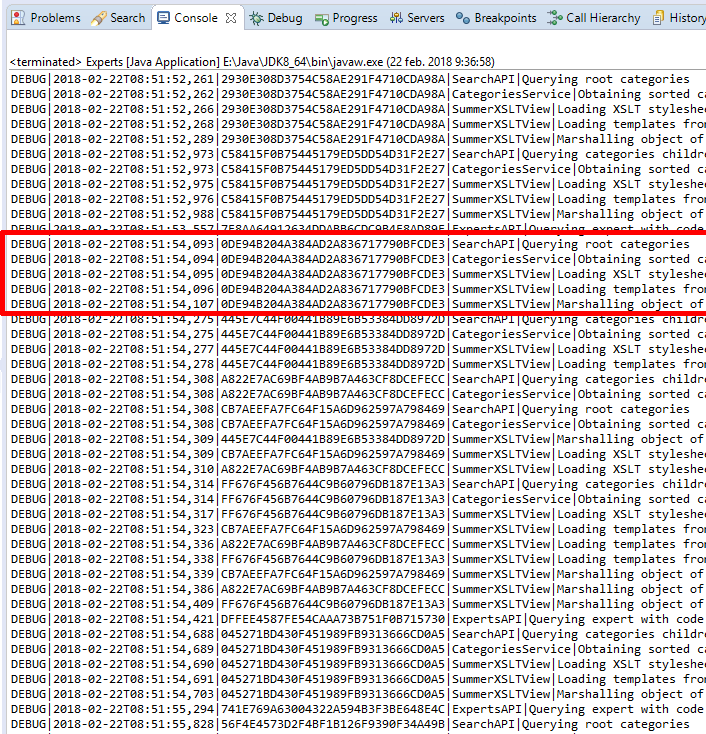 Problems Search Console Debug Progress Servers Breakpoints Call Hierarchy History
<terminated> Experts [Java Application] E:\Java\JDK8_64\bin\javaw.exe (22 feb. 2018 9:36:58)
DEBUG|2018-02-22T08:51:52,261|2930E308D3754C58AE291F4710CDA98A|SearchAPI|Querying root categories
DEBUG|2018-02-22T08:51:52,262|2930E308D3754C58AE291F4710CDA98A|CategoriesService|Obtaining sorted ca
DEBUG|2018-02-22T08:51:52,266|2930E308D3754C58AE291F4710CDA98A|SummerXSLTView|Loading XSLT styleshe
DEBUG|2018-02-22T08:51:52,268|2930E308D3754C58AE291F4710CDA98A|SummerXSLTView|Loading templates fro
DEBUG|2018-02-22T08:51:52,289|2930E308D3754C58AE291F4710CDA98A|SummerXSLTView|Marshalling object of
DEBUG|2018-02-22T08:51:52,973|C58415F0B75445179ED5DD54D31F2E27|SearchAPI|Querying categories childre
DEBUG|2018-02-22T08:51:52,973|C58415F0B75445179ED5DD54D31F2E27|CategoriesService|Obtaining sorted ca
DEBUG|2018-02-22T08:51:52,975|C58415F0B75445179ED5DD54D31F2E27|SummerXSLTView|Loading XSLT styleshe
DEBUG|2018-02-22T08:51:52,976|C58415F0B75445179ED5DD54D31F2E27|SummerXSLTView|Loading templates fro
DEBUG|2018-02-22T08:51:52,988|C58415F0B75445179ED5DD54D31F2E27|SummerXSLTView|Marshalling object of
DEBUG|2018-02-22T08:51:53,557|7E8AA64912634DDABB6CDC9B4E8AD89F|ExpertsAPI|Querying expert with code
DEBUG|2018-02-22T08:51:54,093|0DE94B204A384AD2A836717790BFCDE3|SearchAPI|Querying root categories
DEBUG|2018-02-22T08:51:54,094|0DE94B204A384AD2A836717790BFCDE3|CategoriesService|Obtaining sorted ca
DEBUG|2018-02-22T08:51:54,095|0DE94B204A384AD2A836717790BFCDE3|SummerXSLTView|Loading XSLT styleshe
DEBUG|2018-02-22T08:51:54,096|0DE94B204A384AD2A836717790BFCDE3|SummerXSLTView|Loading templates fro
DEBUG|2018-02-22T08:51:54,107|0DE94B204A384AD2A836717790BFCDE3|SummerXSLTView|Marshalling object of
DEBUG|2018-02-22T08:51:54,275|445E7C44F00441B89E6B53384DD8972D|SearchAPI|Querying categories childre
DEBUG|2018-02-22T08:51:54,275|445E7C44F00441B89E6B53384DD8972D|CategoriesService|Obtaining sorted ca
DEBUG|2018-02-22T08:51:54,277|445E7C44F00441B89E6B53384DD8972D|SummerXSLTView|Loading XSLT styleshe
DEBUG|2018-02-22T08:51:54,278|445E7C44F00441B89E6B53384DD8972D|SummerXSLTView|Loading templates fro
DEBUG|2018-02-22T08:51:54,308|A822E7AC69BF4AB9B7A463CF8DCEFECC|SearchAPI|Querying categories childre
DEBUG|2018-02-22T08:51:54,308|A822E7AC69BF4AB9B7A463CF8DCEFECC|CategoriesService|Obtaining sorted ca
DEBUG|2018-02-22T08:51:54,308|CB7AEEFA7FC64F15A6D962597A798469|SearchAPI|Querying root categories
DEBUG|2018-02-22T08:51:54,308|CB7AEEFA7FC64F15A6D962597A798469|CategoriesService|Obtaining sorted ca
DEBUG|2018-02-22T08:51:54,309|445E7C44F00441B89E6B53384DD8972D|SummerXSLTView|Marshalling object of
DEBUG|2018-02-22T08:51:54,309|CB7AEEFA7FC64F15A6D962597A798469|SummerXSLTView|Loading XSLT styleshe
DEBUG|2018-02-22T08:51:54,310|A822E7AC69BF4AB9B7A463CF8DCEFECC|SummerXSLTView|Loading XSLT styleshe
DEBUG|2018-02-22T08:51:54,314|FF676F456B7644C9B60796DB187E13A3|SearchAPI|Querying categories childre
DEBUG|2018-02-22T08:51:54,314|FF676F456B7644C9B60796DB187E13A3|CategoriesService|Obtaining sorted ca
DEBUG|2018-02-22T08:51:54,317|FF676F456B7644C9B60796DB187E13A3|SummerXSLTView|Loading XSLT styleshe
DEBUG|2018-02-22T08:51:54,323|CB7AEEFA7FC64F15A6D962597A798469|SummerXSLTView|Loading templates fro
DEBUG|2018-02-22T08:51:54,336|A822E7AC69BF4AB9B7A463CF8DCEFECC|SummerXSLTView|Loading templates fro
DEBUG|2018-02-22T08:51:54,338|FF676F456B7644C9B60796DB187E13A3|SummerXSLTView|Loading templates fro
DEBUG|2018-02-22T08:51:54,339|CB7AEEFA7FC64F15A6D962597A798469|SummerXSLTView|Marshalling object of
DEBUG|2018-02-22T08:51:54,386|A822E7AC69BF4AB9B7A463CF8DCEFECC|SummerXSLTView|Marshalling object of
DEBUG|2018-02-22T08:51:54,409|FF676F456B7644C9B60796DB187E13A3|SummerXSLTView|Marshalling object of
DEBUG|2018-02-22T08:51:54,421|DFFEE4587FE54CAAA73B751F0B715730|ExpertsAPI|Querying expert with code
DEBUG|2018-02-22T08:51:54,688|045271BD430F451989FB9313666CD0A5|SearchAPI|Querying categories childre
DEBUG|2018-02-22T08:51:54,689|045271BD430F451989FB9313666CD0A5|CategoriesService|Obtaining sorted ca
DEBUG|2018-02-22T08:51:54,690|045271BD430F451989FB9313666CD0A5|SummerXSLTView|Loading XSLT styleshe
DEBUG|2018-02-22T08:51:54,691|045271BD430F451989FB9313666CD0A5|SummerXSLTView|Loading templates fro
DEBUG|2018-02-22T08:51:54,703|045271BD430F451989FB9313666CD0A5|SummerXSLTView|Marshalling object of
DEBUG|2018-02-22T08:51:55,294|741E769A63004322A594B3F3BE648E4C|ExpertsAPI|Querying expert with code
DEBUG|2018-02-22T08:51:55,828|56F4E4573D2F4BF1B126F9390F34A49B|SearchAPI|Querying root categories